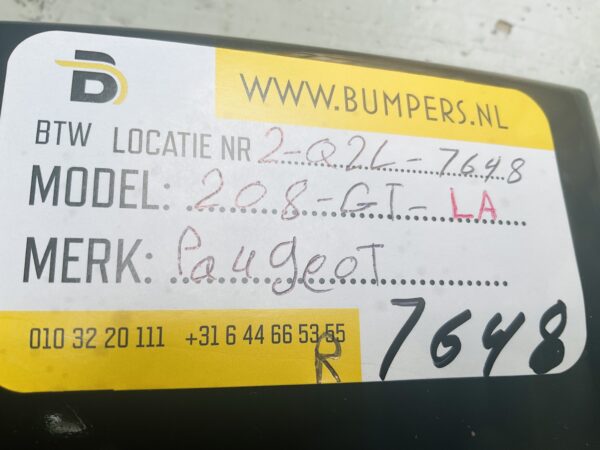 B
WWW.BUMPERS.NL
BTW LOCATIE NR 2-Q2L-7648
MODEL: 208-GT-LA
MERK: Paugeot
010 32 20 111 +31 6 44 66 53 55
R
7648